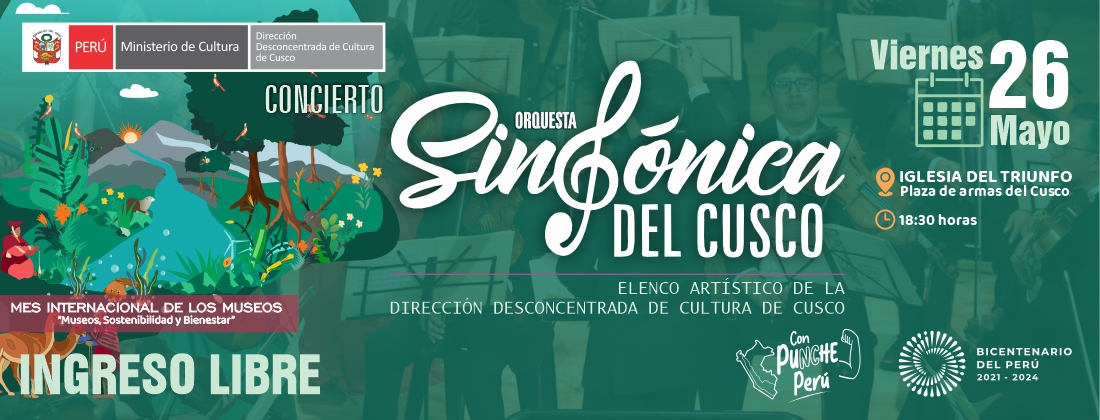 PERÚ
Ministerio de Cultura
Dirección
Desconcentrada de Cultura
de Cusco
CONCIERTO
ORQUESTA
Sinfónica
DEL CUSCO
ELENCO ARTÍSTICO DE LA
DIRECCIÓN DESCONCENTRADA DE CULTURA DE CUSCO
Viernes 26
Mayo
IGLESIA DEL TRIUNFO
Plaza de armas del Cusco
18:30 horas
MES INTERNACIONAL DE LOS MUSEOS
"Museos, Sostenibilidad y Bienestar"
INGRESO LIBRE
Con
PUNCHE
Perú
BICENTENARIO
DEL PERÚ
2021 - 2024